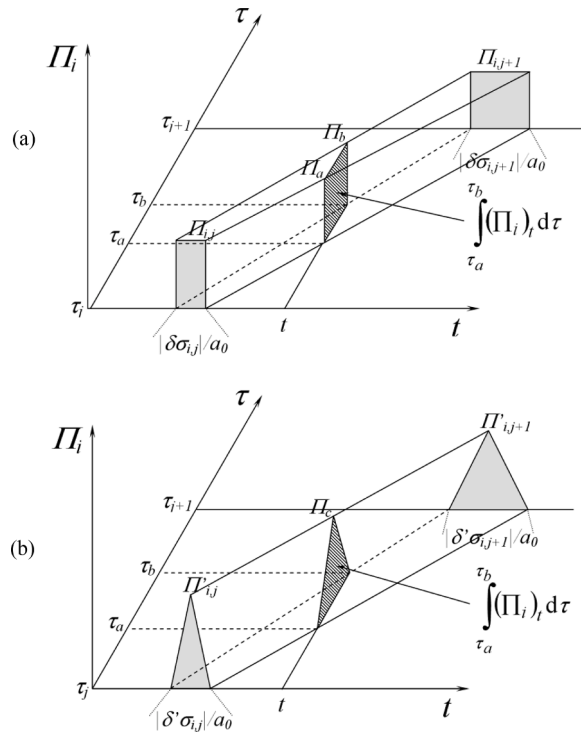 τ
Π_i
(a)
Π_{i,j+1}
τ_{i+1}
Π_b
|δσ_{i,j+1}|/a_0
Π_a
τ_b
τ_a
Π_{i,j}
∫_{τ_a}^{τ_b} (Π_i)_t dτ
τ_i
t
t
|δσ_{i,j}|/a_0
τ
Π_i
Π'_{i,j+1}
τ_{i+1}
Π_c
|δ'σ_{i,j+1}|/a_0
(b)
τ_b
Π'_{i,j}
∫_{τ_a}^{τ_b} (Π_i)_t dτ
τ_a
τ_j
t
t
|δ'σ_{i,j}|/a_0